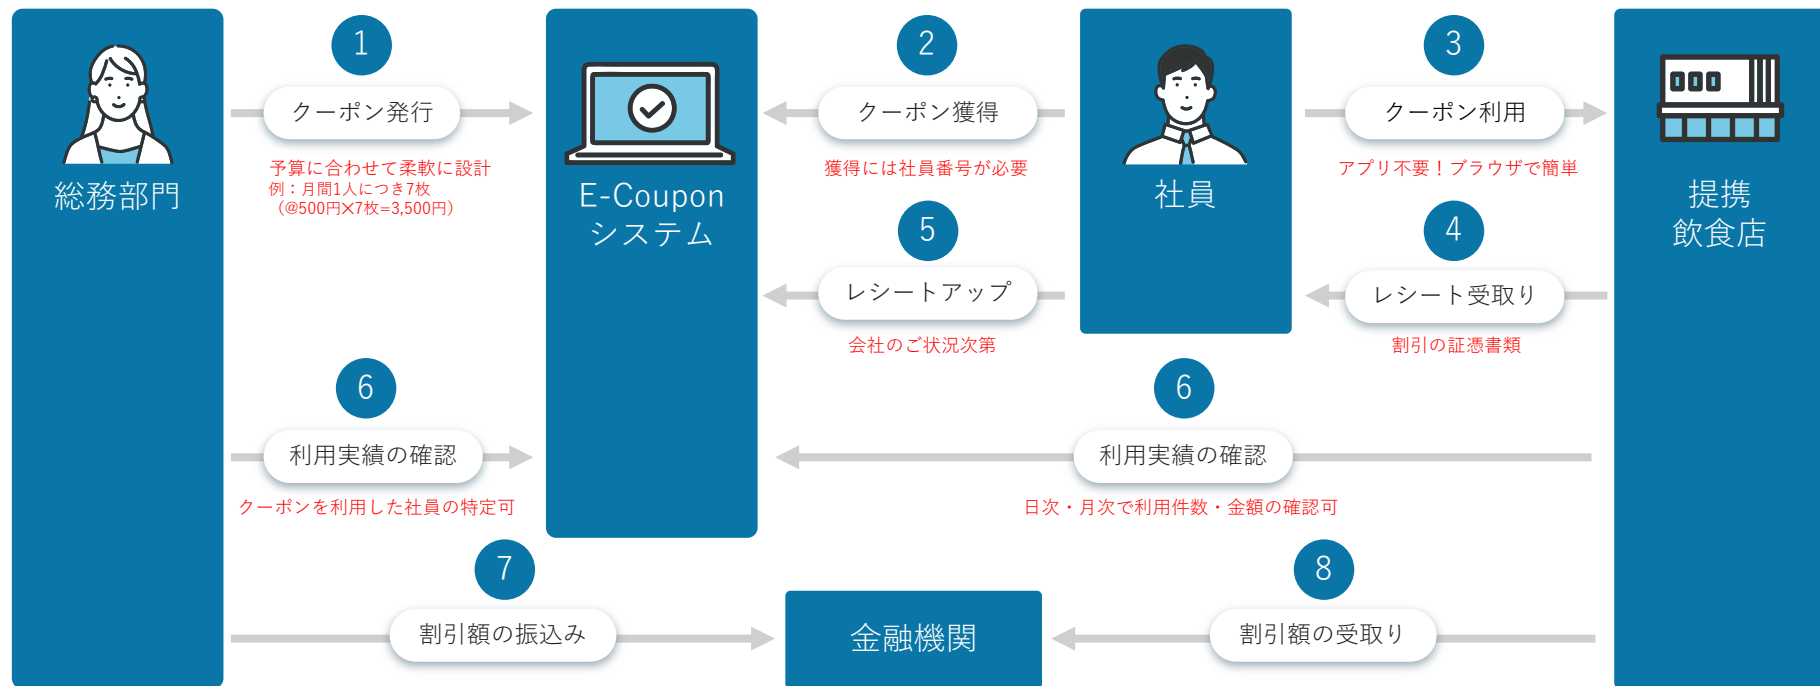 1
2
3
クーポン発行
クーポン獲得
クーポン利用
予算に合わせて柔軟に設計
例：月間1人につき7枚
（@500円×7枚=3,500円）
獲得には社員番号が必要
アプリ不要！ブラウザで簡単
総務部門
E-Coupon
システム
社員
提携
飲食店
5
4
レシートアップ
レシート受取り
会社のご状況次第
割引の証憑書類
6
6
利用実績の確認
利用実績の確認
クーポンを利用した社員の特定可
日次・月次で利用件数・金額の確認可
7
8
割引額の振込み
金融機関
割引額の受取り